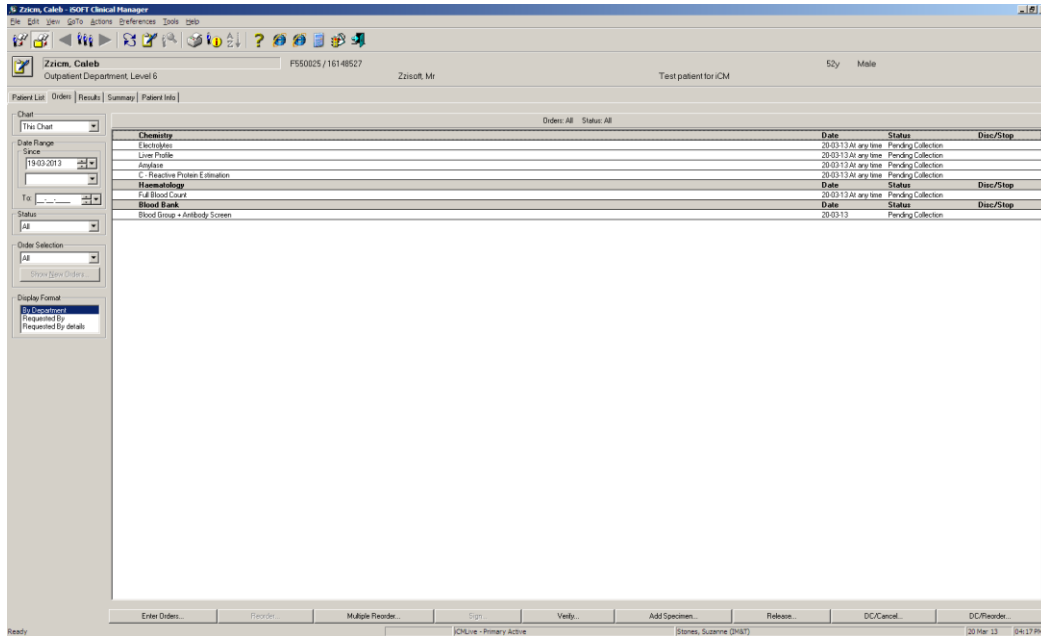 Zzicm, Caleb - iSOFT Clinical Manager
File Edit View GoTo Actions Preferences Tools Help
Zzicm, Caleb F550025 / 16148527 52y Male
Outpatient Department, Level 6 Zzisoft, Mr Test patient for iCM
Patient List Orders Results Summary Patient Info
Chart
This Chart
Date Range
Since
19-03-2013
To:
Status
All
Order Selection
All
Show New Orders...
Display Format
By Department
Requested By
Requested By details
Orders: All Status: All
Chemistry Date Status Disc/Stop
Electrolytes 20-03-13 At any time Pending Collection
Liver Profile 20-03-13 At any time Pending Collection
Amylase 20-03-13 At any time Pending Collection
C - Reactive Protein Estimation 20-03-13 At any time Pending Collection
Haematology Date Status Disc/Stop
Full Blood Count 20-03-13 At any time Pending Collection
Blood Bank Date Status Disc/Stop
Blood Group + Antibody Screen 20-03-13 Pending Collection
Enter Orders... Reorder... Multiple Reorder... Sign... Verify... Add Specimen... Release... DC/Cancel... DC/Reorder...
Ready iCMLive - Primary Active Stones, Suzanne (IM&T) 20 Mar 13 04:17 PM